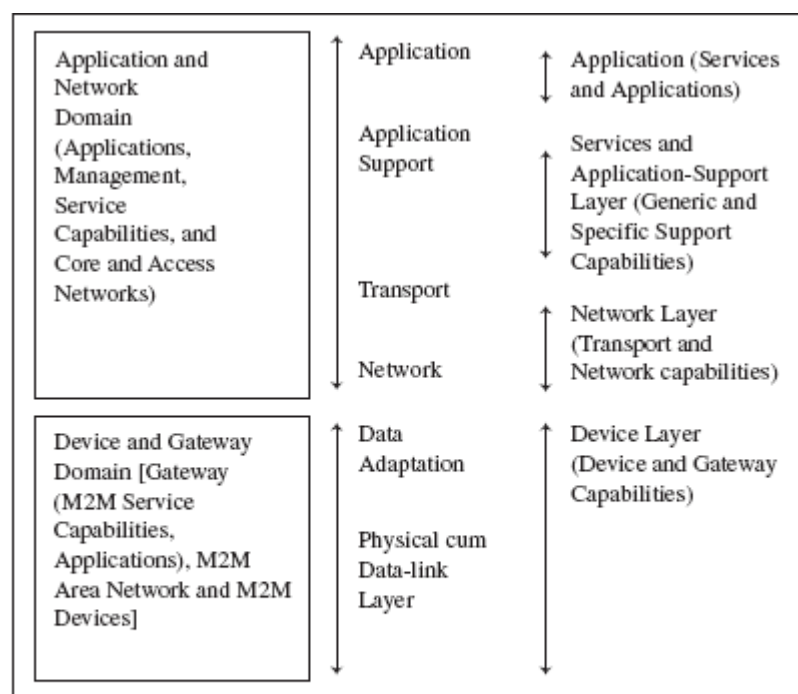 Application and
Network
Domain
(Applications,
Management,
Service
Capabilities, and
Core and Access
Networks)
Device and Gateway
Domain [Gateway
(M2M Service
Capabilities,
Applications), M2M
Area Network and M2M
Devices]
Application
Application
Support
Transport
Network
Data
Adaptation
Physical cum
Data-link
Layer
Application (Services
and Applications)
Services and
Application-Support
Layer (Generic and
Specific Support
Capabilities)
Network Layer
(Transport and
Network capabilities)
Device Layer
(Device and Gateway
Capabilities)